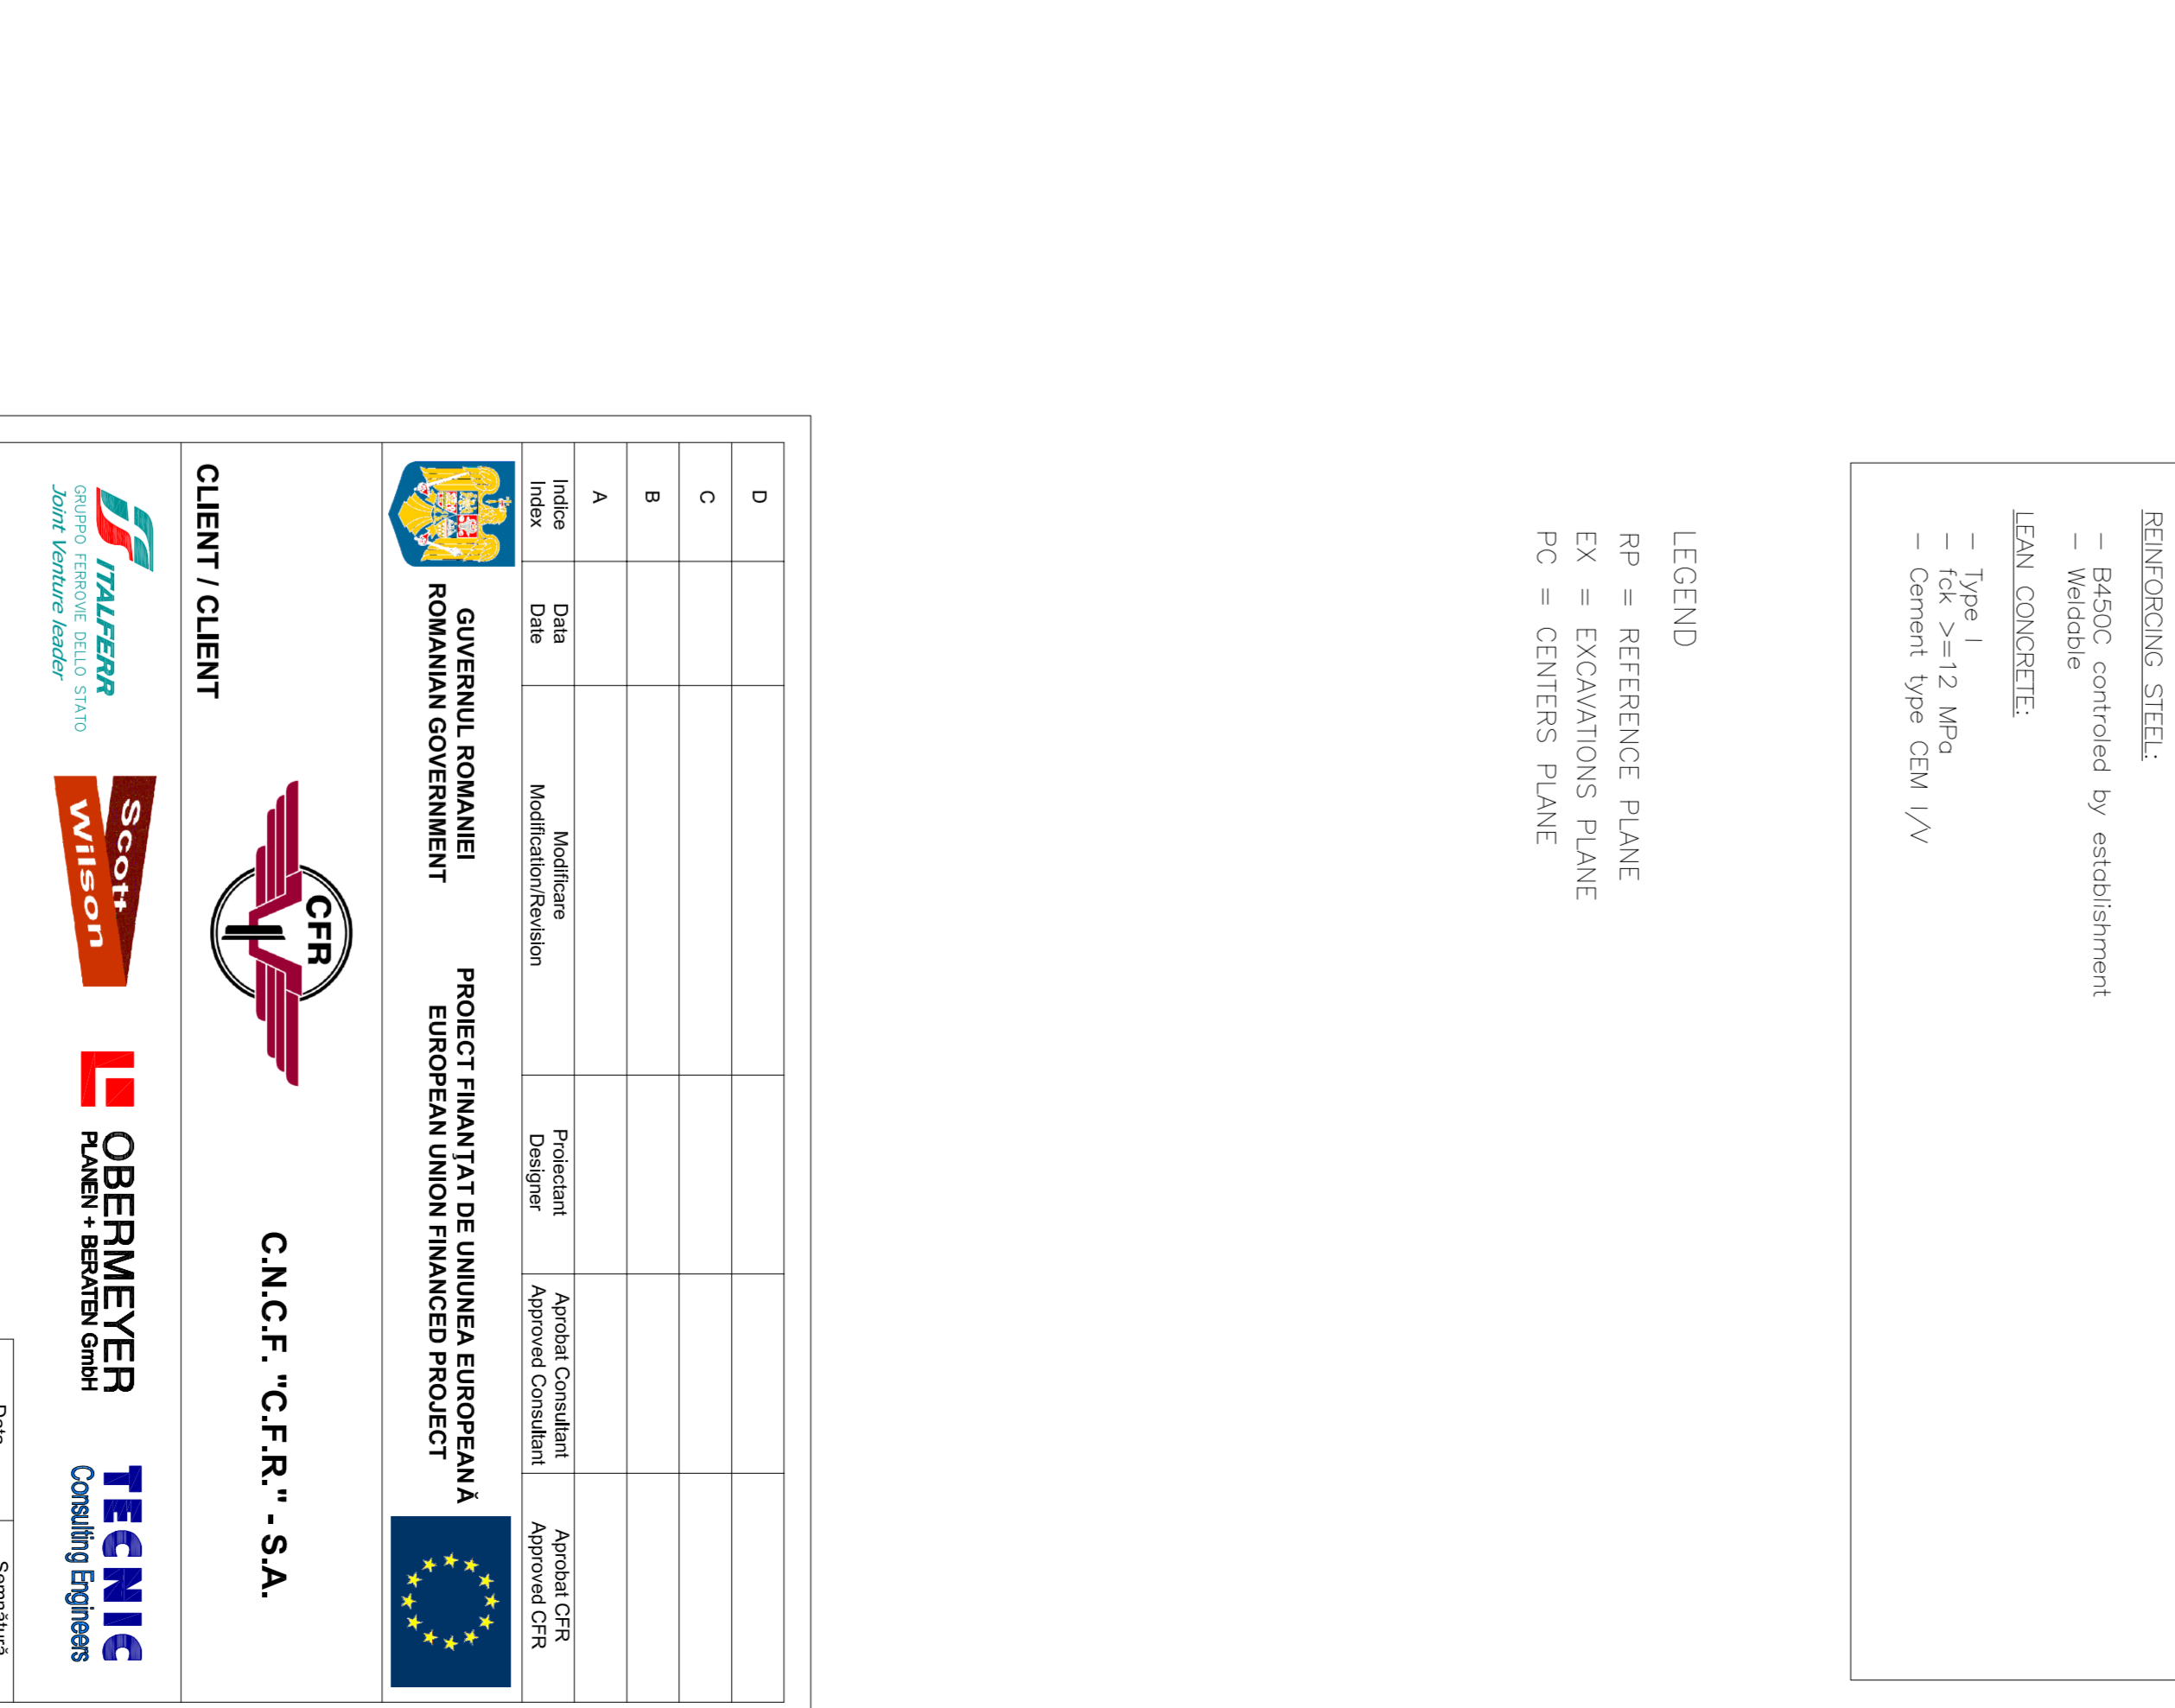 REINFORCING STEEL:
- B450C controled by establishment
- Weldable
LEAN CONCRETE:
- Type I
- fck >=12 MPa
- Cement type CEM I/V
LEGEND
RP = REFERENCE PLANE
EX = EXCAVATIONS PLANE
PC = CENTERS PLANE
D
C
B
A
Indice Data Modificare Proiectant Aprobat Consultant Aprobat CFR
Index Date Modification/Revision Designer Approved Consultant Approved CFR
GUVERNUL ROMANIEI PROIECT FINANŢAT DE UNIUNEA EUROPEANĂ
ROMANIAN GOVERNMENT EUROPEAN UNION FINANCED PROJECT
CFR
C.N.C.F. "C.F.R." - S.A.
CLIENT / CLIENT
ITALFERR
GRUPPO FERROVIE DELLO STATO
Joint Venture leader
Scott
Wilson
OBERMEYER
PLANEN + BERATEN GmbH
TECNIC
Consulting Engineers
Data Semnătură